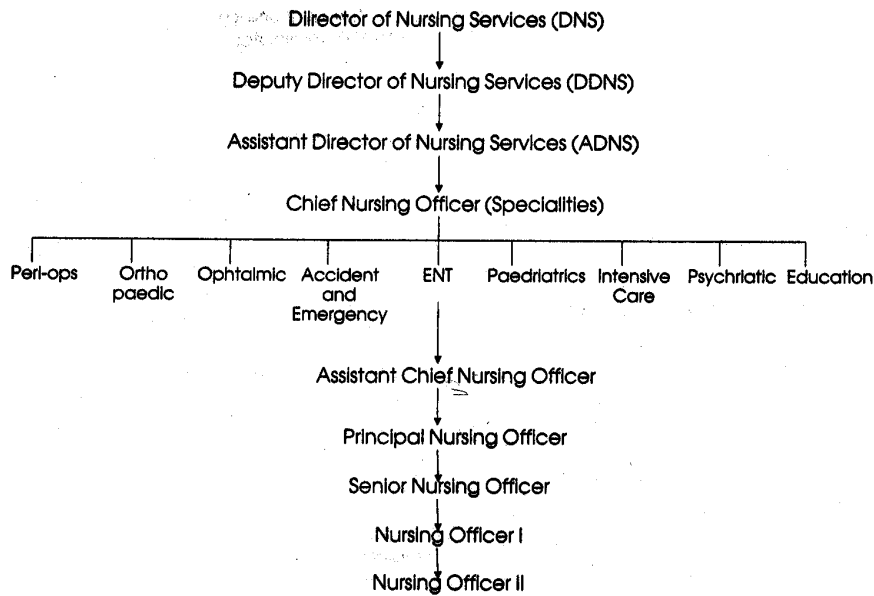 Diirector of Nursing Services (DNS)
Deputy Director of Nursing Services (DDNS)
Assistant Director of Nursing Services (ADNS)
Chief Nursing Officer (Specialities)
Peri-ops
Ortho
paedic
Ophtalmic
Accident
and
Emergency
ENT
Paedriatrics
Intensive
Care
Psychriatic
Education
Assistant Chief Nursing Officer
Principal Nursing Officer
Senior Nursing Officer
Nursing Officer I
Nursing Officer II